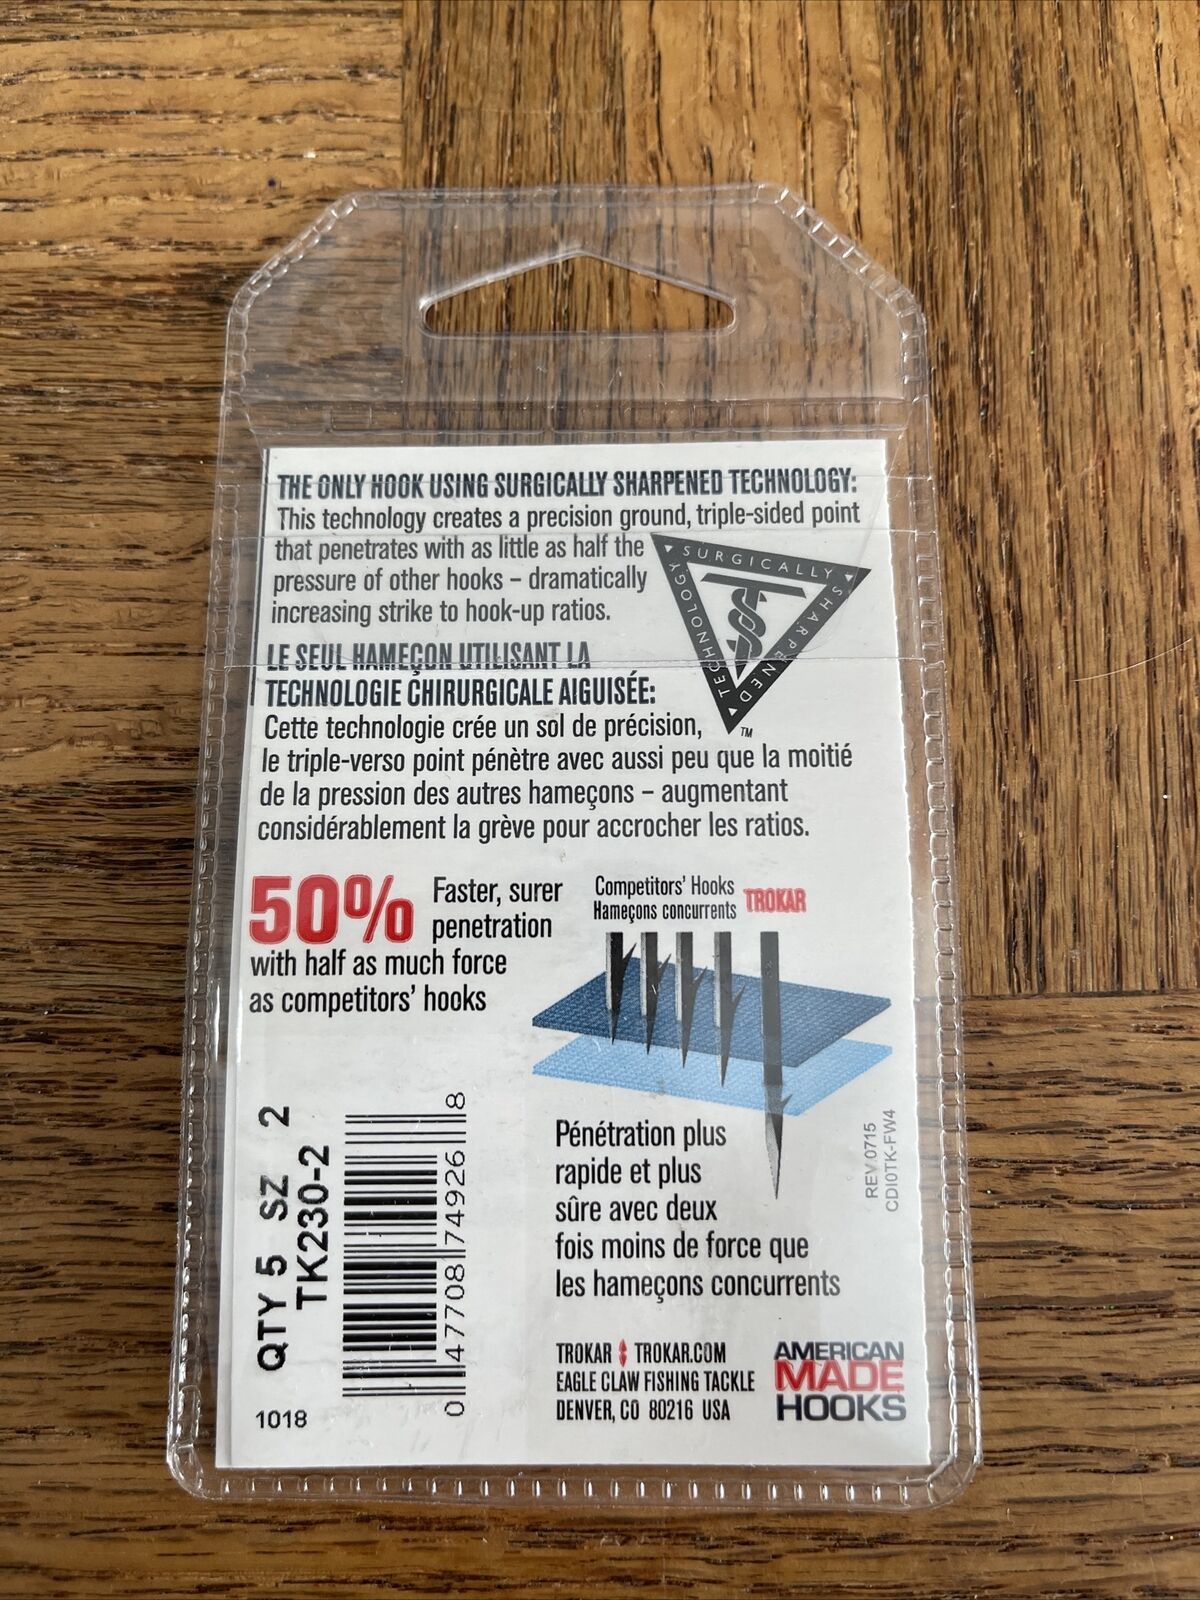 THE ONLY HOOK USING SURGICALLY SHARPENED TECHNOLOGY:
This technology creates a precision ground, triple-sided point
that penetrates with as little as half the
pressure of other hooks – dramatically
increasing strike to hook-up ratios.
SURGICALLY SHARPENED TECHNOLOGY
TM
LE SEUL HAMEÇON UTILISANT LA
TECHNOLOGIE CHIRURGICALE AIGUISÉE:
Cette technologie crée un sol de précision,
le triple-verso point pénètre avec aussi peu que la moitié
de la pression des autres hameçons – augmentant
considérablement la grève pour accrocher les ratios.
50% Faster, surer
penetration
with half as much force
as competitors' hooks
Competitors' Hooks
Hameçons concurrents
TROKAR
Pénétration plus
rapide et plus
sûre avec deux
fois moins de force que
les hameçons concurrents
REV.0715
CDI0TK-FW4
QTY 5 SZ 2
TK230-2
0 47708 74926 8
1018
TROKAR TROKAR.COM
EAGLE CLAW FISHING TACKLE
DENVER, CO 80216 USA
AMERICAN
MADE
HOOKS